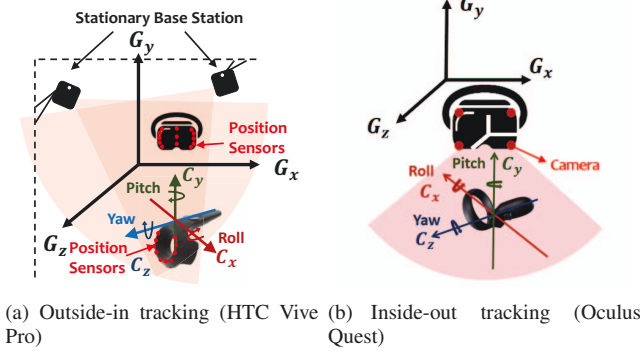 Stationary Base Station
G_y
Position
Sensors
G_x
Pitch
C_y
Yaw
Roll
G_z
Position
Sensors
C_z
C_x
G_y
G_x
G_z
Camera
Pitch
C_y
Roll
C_x
Yaw
C_z
(a) Outside-in tracking (HTC Vive Pro)
(b) Inside-out tracking (Oculus Quest)